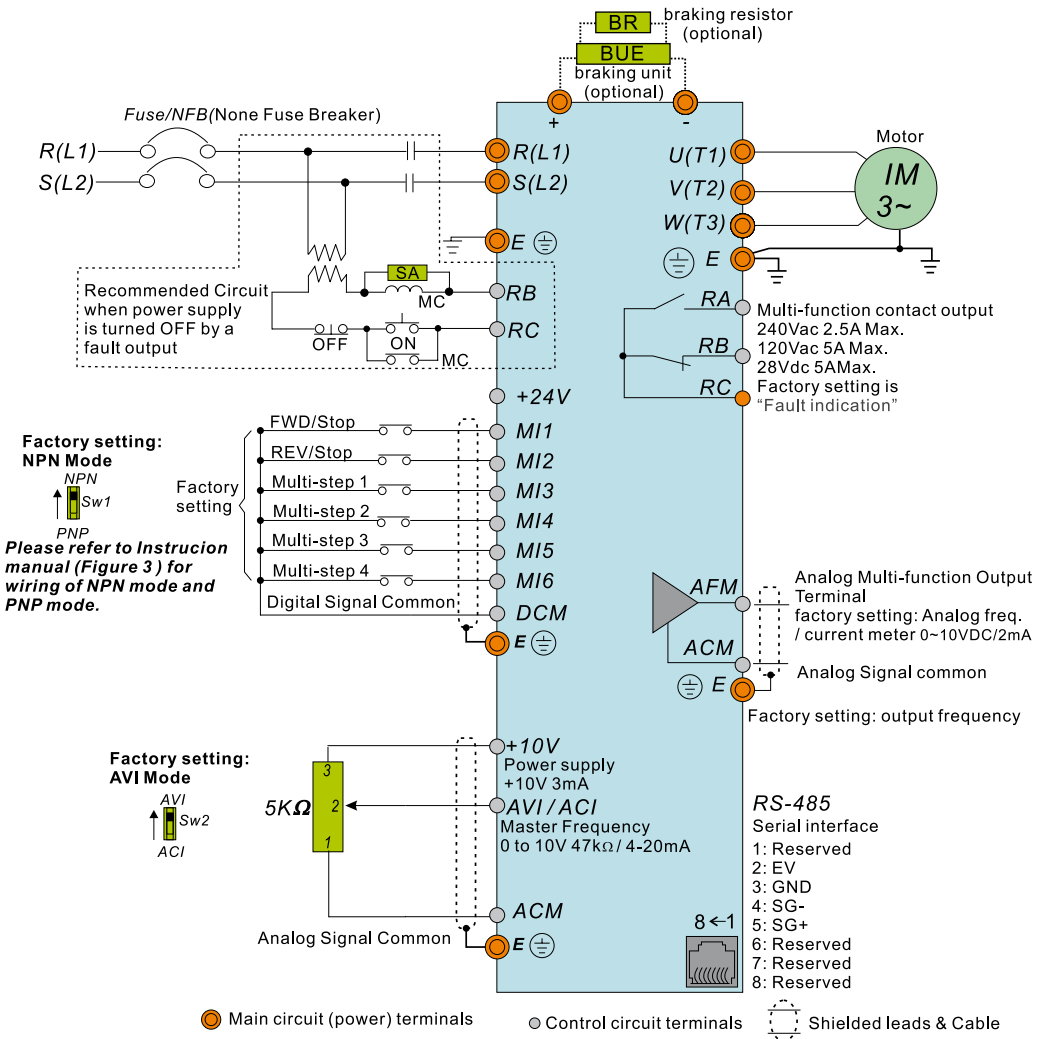 BR
braking resistor
(optional)
BUE
braking unit
(optional)
+
-
Fuse/NFB(None Fuse Breaker)
R(L1)
S(L2)
R(L1)
S(L2)
E
U(T1)
V(T2)
W(T3)
E
Motor
IM
3~
Recommended Circuit
when power supply
is turned OFF by a
fault output
SA
MC
OFF
ON
MC
RB
RC
RA
RB
RC
Multi-function contact output
240Vac 2.5A Max.
120Vac 5A Max.
28Vdc 5AMax.
Factory setting is
“Fault indication”
+24V
Factory setting:
NPN Mode
NPN
Sw1
PNP
Please refer to Instrucion
manual (Figure 3 ) for
wiring of NPN mode and
PNP mode.
Factory
setting
FWD/Stop
MI1
REV/Stop
MI2
Multi-step 1
MI3
Multi-step 2
MI4
Multi-step 3
MI5
Multi-step 4
MI6
Digital Signal Common
DCM
E
AFM
ACM
E
Analog Multi-function Output
Terminal
factory setting: Analog freq.
/ current meter 0~10VDC/2mA
Analog Signal common
Factory setting: output frequency
Factory setting:
AVI Mode
AVI
Sw2
ACI
5KΩ
3
2
1
+10V
Power supply
+10V 3mA
AVI / ACI
Master Frequency
0 to 10V 47kΩ / 4-20mA
ACM
Analog Signal Common
E
8←1
RS-485
Serial interface
1: Reserved
2: EV
3: GND
4: SG-
5: SG+
6: Reserved
7: Reserved
8: Reserved
Main circuit (power) terminals
Control circuit terminals
Shielded leads & Cable